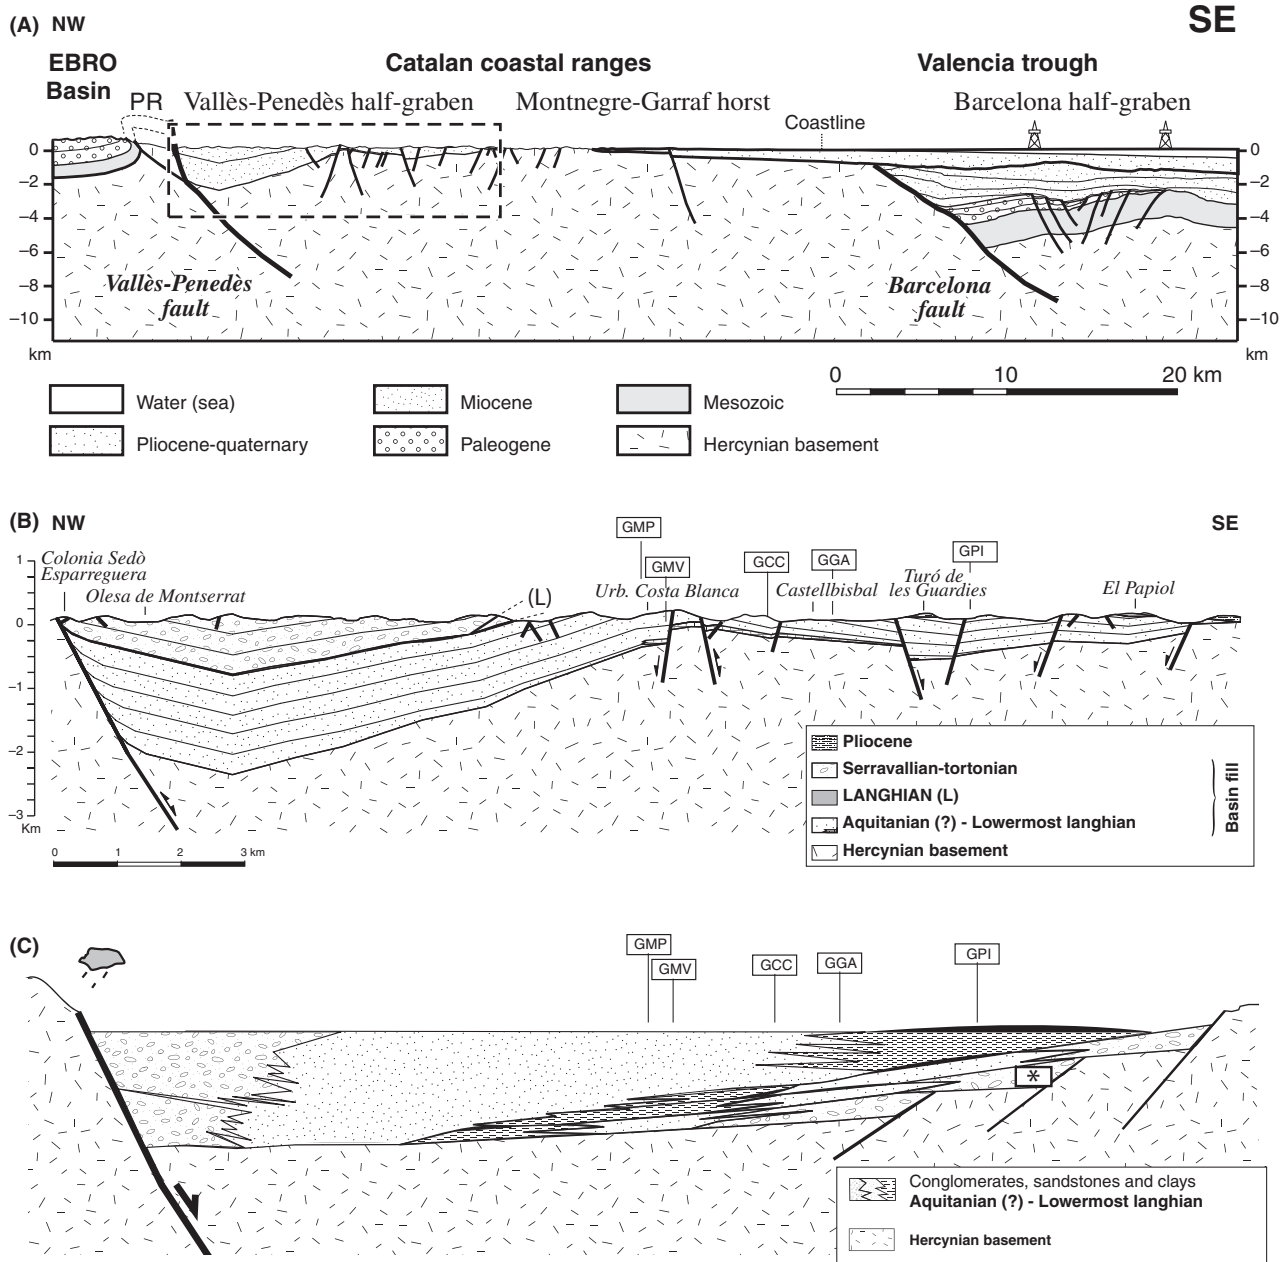 (A) NW SE
EBRO Basin Catalan coastal ranges Valencia trough
PR Vallès-Penedès half-graben Montnegre-Garraf horst Barcelona half-graben
Coastline
0 0
–2 –2
–4 –4
–6 –6
–8 –8
–10 –10
km km
Vallès-Penedès
fault
Barcelona
fault
0 10 20 km
Water (sea) Miocene Mesozoic
Pliocene-quaternary Paleogene Hercynian basement
(B) NW SE
GMP
GMV GCC GGA GPI
Colonia Sedò
Esparreguera
Olesa de Montserrat (L) Urb. Costa Blanca Castellbisbal Turó de
les Guardies El Papiol
1
0
–1
–2
–3
Km
0 1 2 3 km
Pliocene
Serravallian-tortonian
LANGHIAN (L)
Aquitanian (?) - Lowermost langhian
Hercynian basement
Basin fill
(C)
GMP
GMV GCC GGA GPI
*
Conglomerates, sandstones and clays
Aquitanian (?) - Lowermost langhian
Hercynian basement